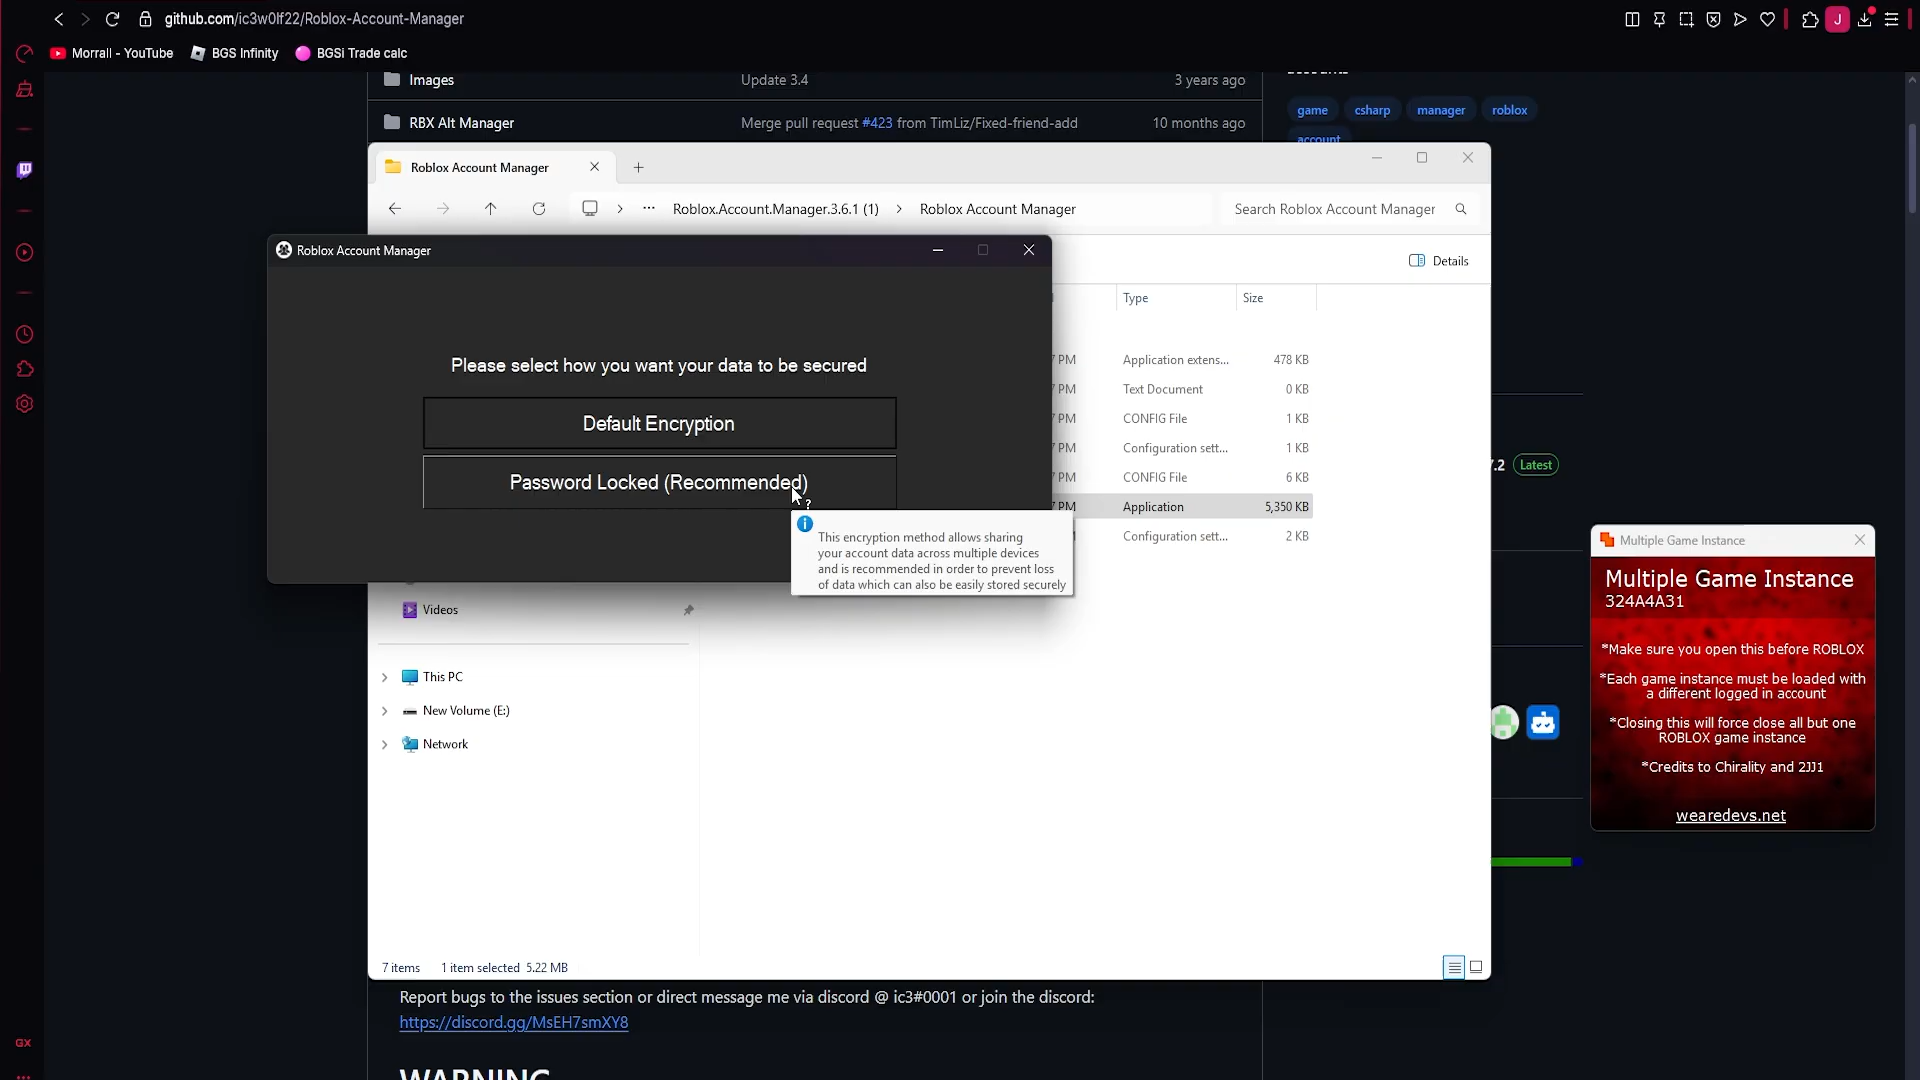 github.com/ic3w0lf22/Roblox-Account-Manager
J
Morrall - YouTube
BGS Infinity
BGSi Trade calc
Images
Update 3.4
3 years ago
RBX Alt Manager
Merge pull request #423 from TimLiz/Fixed-friend-add
10 months ago
game
csharp
manager
roblox
account
Roblox Account Manager
Roblox.Account.Manager.3.6.1 (1)
Roblox Account Manager
Search Roblox Account Manager
Roblox Account Manager
Details
Type
Size
Please select how you want your data to be secured
Default Encryption
Password Locked (Recommended)
This encryption method allows sharing
your account data across multiple devices
and is recommended in order to prevent loss
of data which can also be easily stored securely
7 PM
Application extens...
478 KB
7 PM
Text Document
0 KB
7 PM
CONFIG File
1 KB
7 PM
Configuration sett...
1 KB
7 PM
CONFIG File
6 KB
7 PM
Application
5,350 KB
Configuration sett...
2 KB
7.2
Latest
Videos
This PC
New Volume (E:)
Network
Multiple Game Instance
Multiple Game Instance
324A4A31
*Make sure you open this before ROBLOX
*Each game instance must be loaded with
a different logged in account
*Closing this will force close all but one
ROBLOX game instance
*Credits to Chirality and 2JJ1
wearedevs.net
7 items
1 item selected 5.22 MB
Report bugs to the issues section or direct message me via discord @ ic3#0001 or join the discord:
https://discord.gg/MsEH7smXY8
GX
WARNING